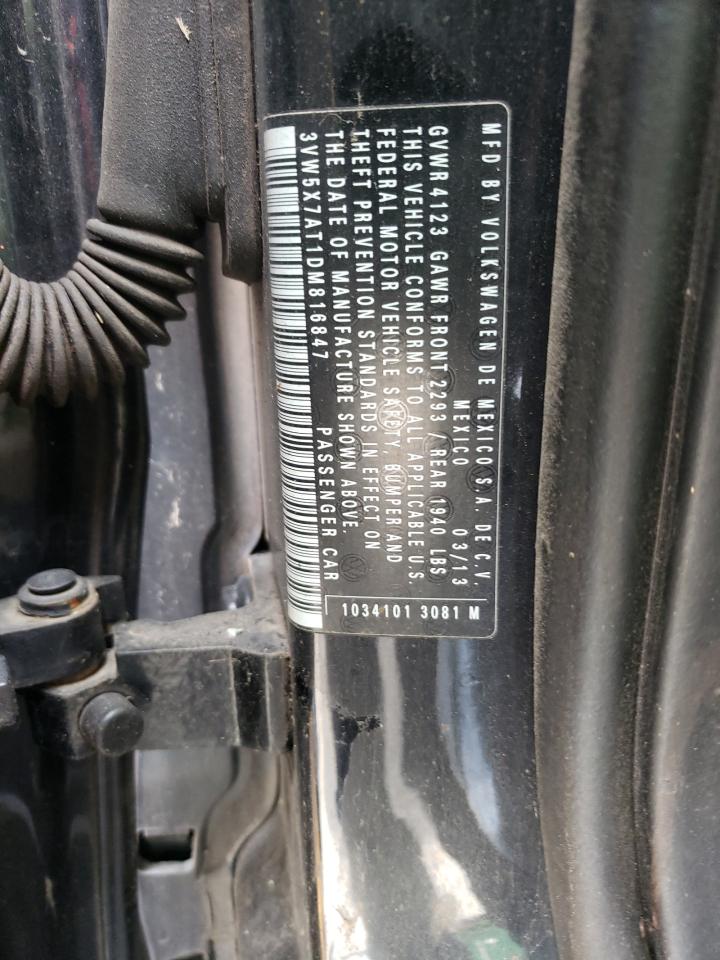 MFD BY VOLKSWAGEN DE MEXICO S.A. DE C.V
MEXICO 03/13
GVWR 4123 GAWR FRONT 2293 / REAR 1940 LBS
THIS VEHICLE CONFORMS TO ALL APPLICABLE U.S.
FEDERAL MOTOR VEHICLE SAFETY, BUMPER AND
THEFT PREVENTION STANDARDS IN EFFECT ON
THE DATE OF MANUFACTURE SHOWN ABOVE.
3VW5X7AT1DM816847 PASSENGER CAR
1034101 3081 M